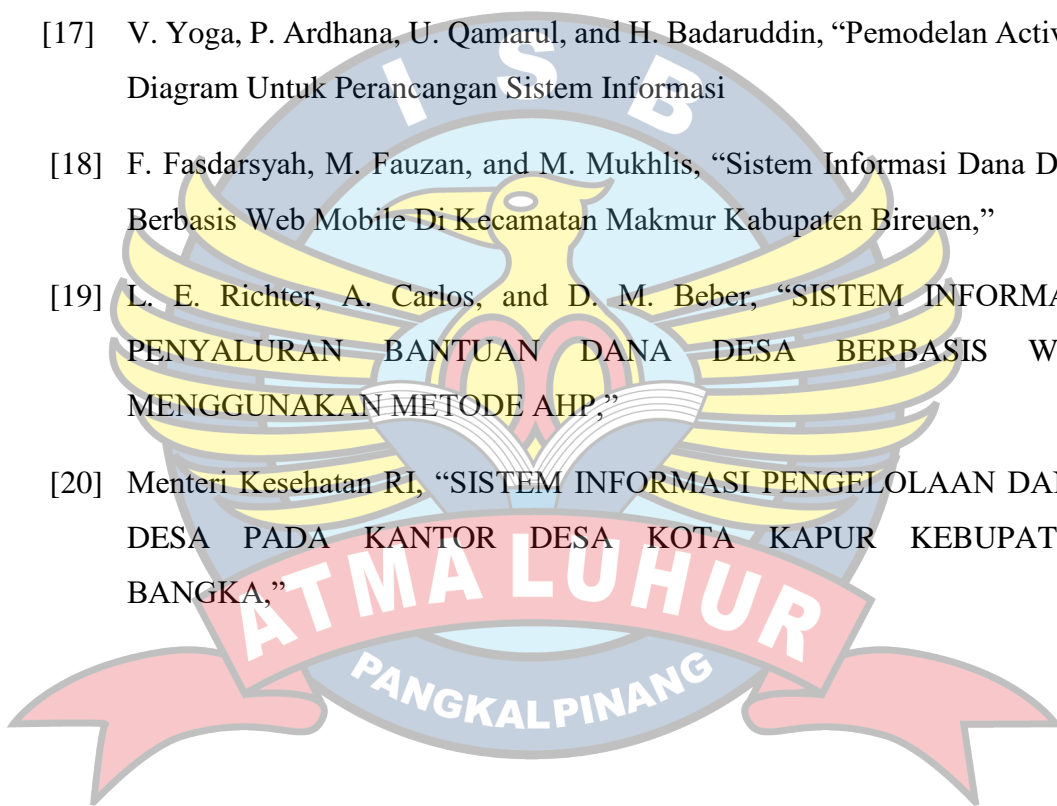 [17] V. Yoga, P. Ardhana, U. Qamarul, and H. Badaruddin, “Pemodelan Activ
Diagram Untuk Perancangan Sistem Informasi
[18] F. Fasdarsyah, M. Fauzan, and M. Mukhlis, “Sistem Informasi Dana D
Berbasis Web Mobile Di Kecamatan Makmur Kabupaten Bireuen,”
[19] L. E. Richter, A. Carlos, and D. M. Beber, “SISTEM INFORMA
PENYALURAN BANTUAN DANA DESA BERBASIS W
MENGGUNAKAN METODE AHP,”
[20] Menteri Kesehatan RI, “SISTEM INFORMASI PENGELOLAAN DAN
DESA PADA KANTOR DESA KOTA KAPUR KEBUPAT
BANGKA,”
ISB
ATMA LUHUR
PANGKALPINANG